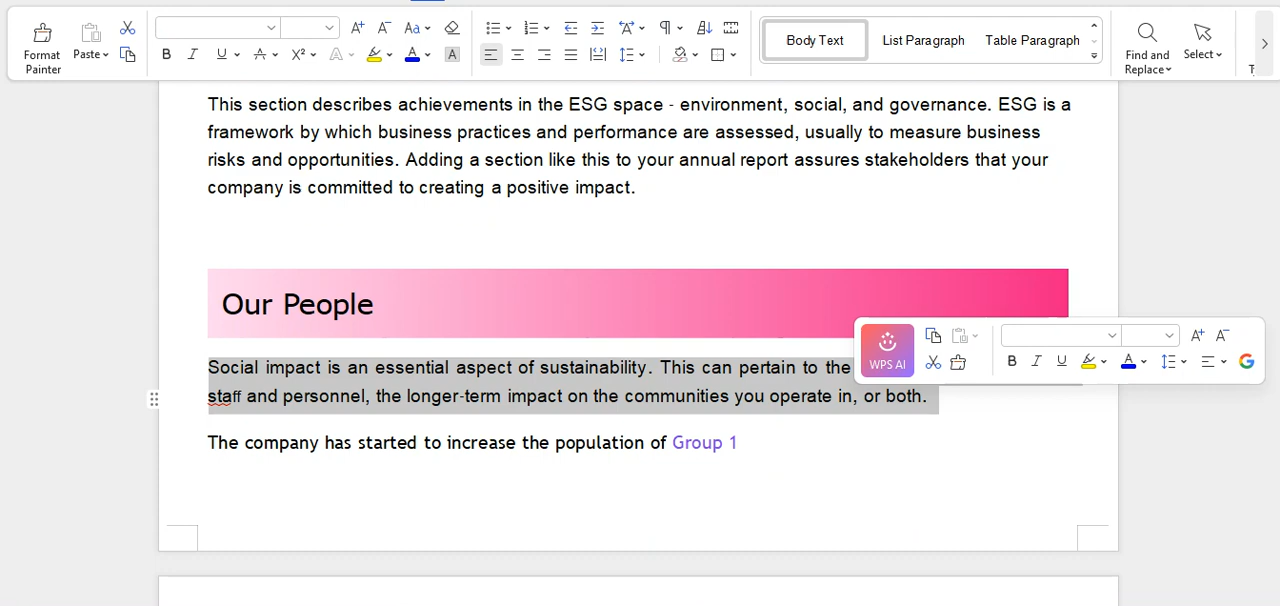 Format Painter
Paste
Aa
B I U A X² A A A
Body Text
List Paragraph
Table Paragraph
Find and Replace
Select
This section describes achievements in the ESG space - environment, social, and governance. ESG is a
framework by which business practices and performance are assessed, usually to measure business
risks and opportunities. Adding a section like this to your annual report assures stakeholders that your
company is committed to creating a positive impact.
Our People
Social impact is an essential aspect of sustainability. This can pertain to the
staff and personnel, the longer-term impact on the communities you operate in, or both.
WPS AI
A+ A-
B I U A
The company has started to increase the population of Group 1